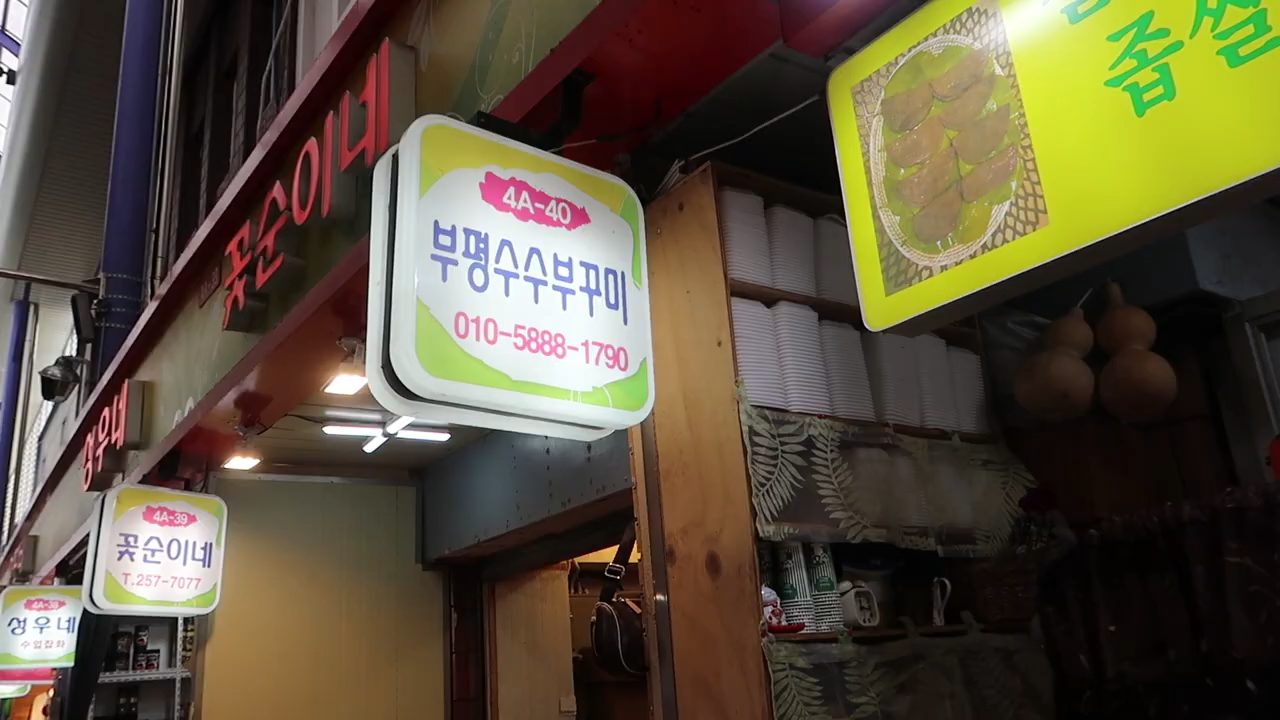 꽃순이네
성우네
4A-40
부평수수부꾸미
010-5888-1790
4A-39
꽃순이네
T.257-7077
4A-38
성우네
수입잡화
좁쌀